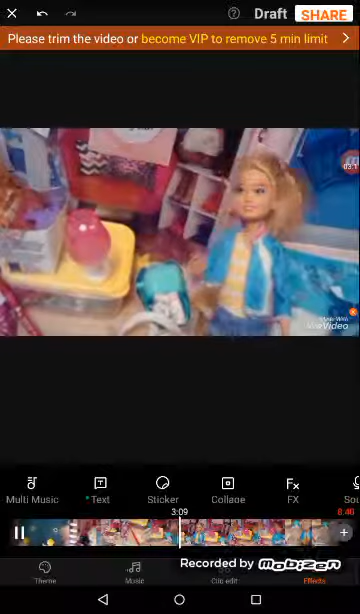 Draft SHARE
Please trim the video or become VIP to remove 5 min limit
Made With
VivaVideo
Multi Music Text Sticker Collage FX
3:09 8:40
Recorded by MOBIZEN
Theme Music Clip edit Effects